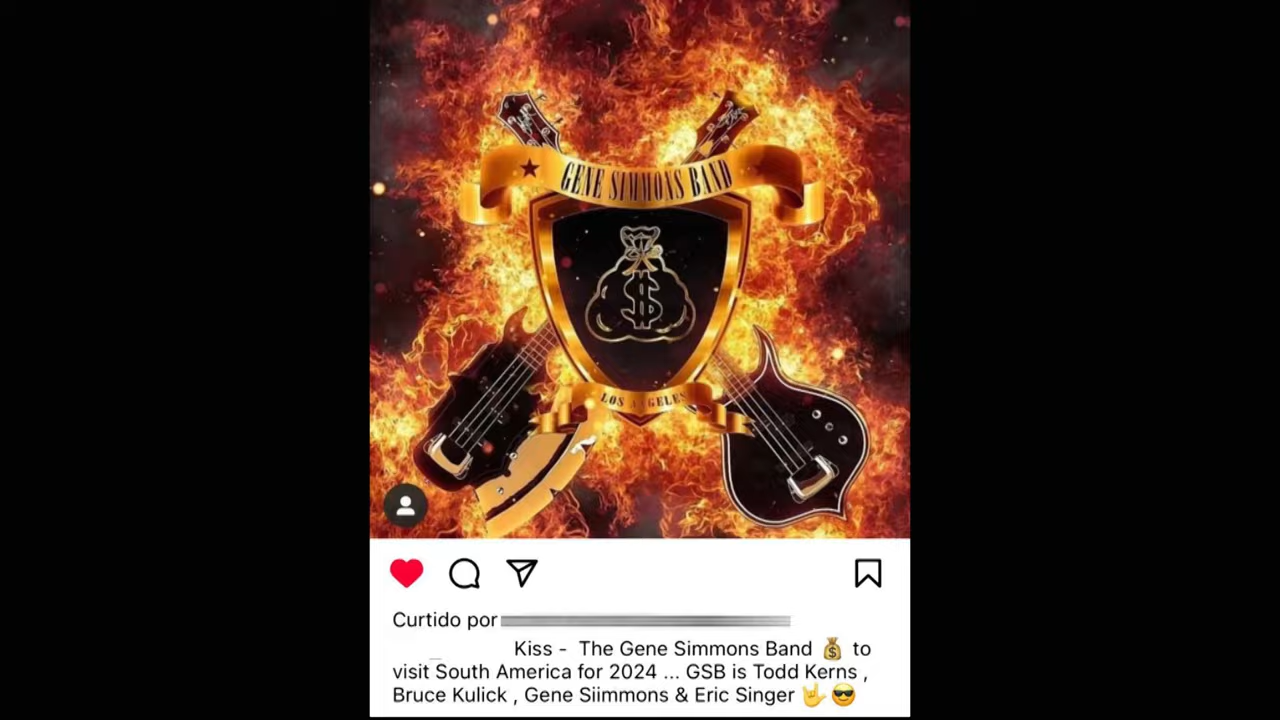 GENE SIMMONS BAND
LOS ANGELES
Curtido por
Kiss - The Gene Simmons Band 💰 to
visit South America for 2024 ... GSB is Todd Kerns ,
Bruce Kulick , Gene Siimmons & Eric Singer 🤟😎